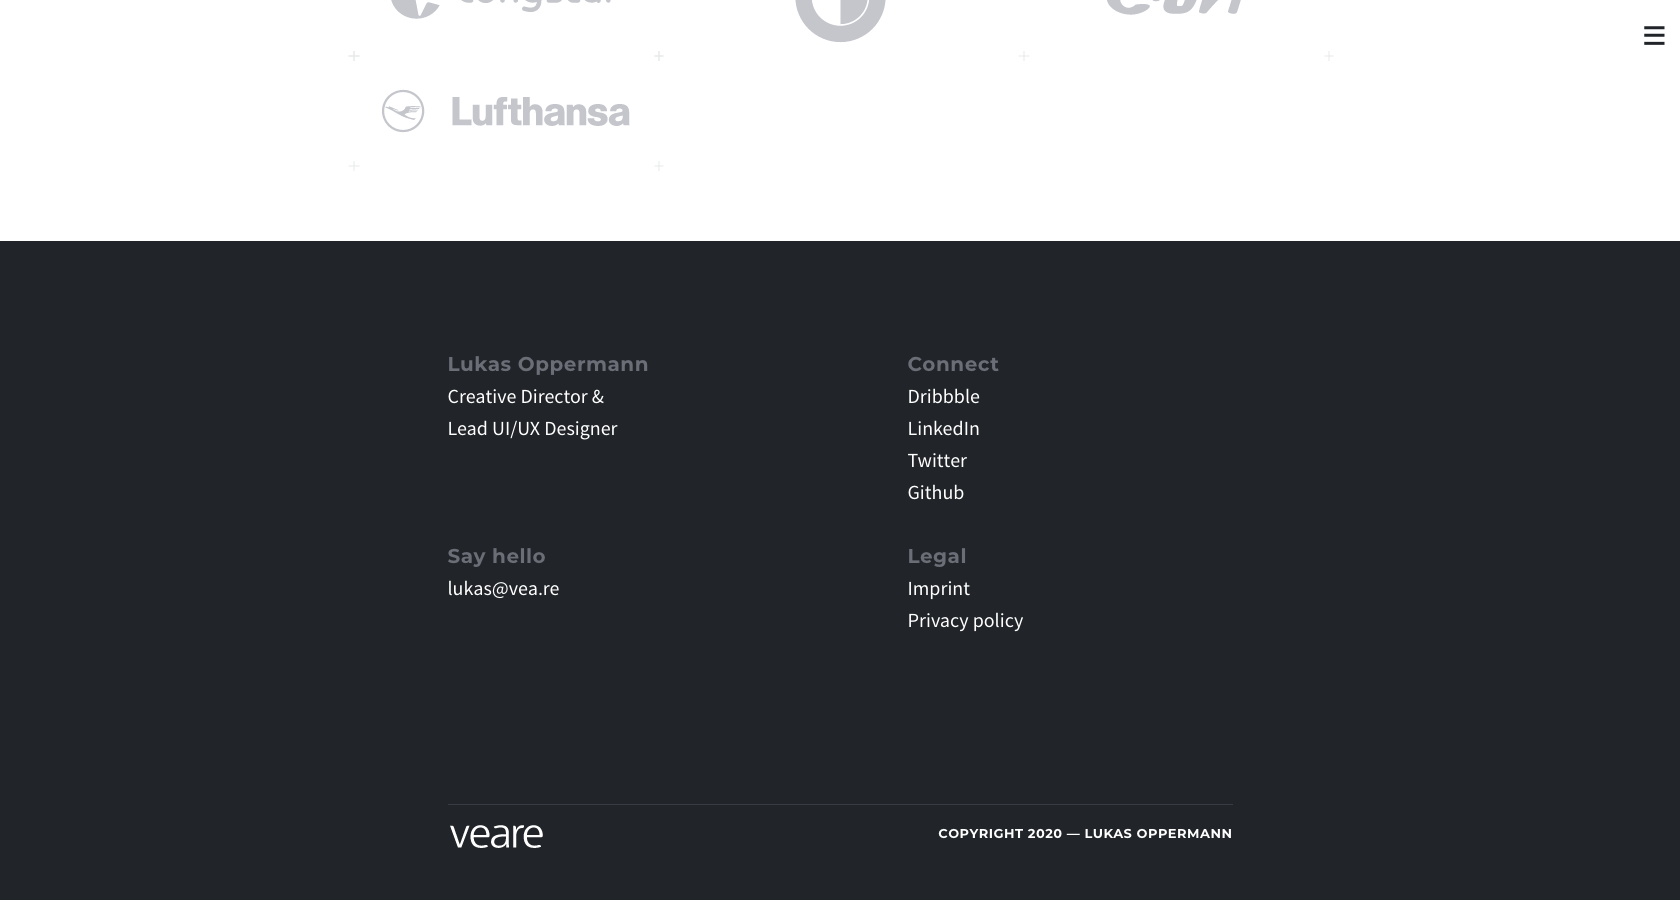 Lufthansa
Lukas Oppermann
Creative Director &
Lead UI/UX Designer
Connect
Dribbble
LinkedIn
Twitter
Github
Say hello
lukas@vea.re
Legal
Imprint
Privacy policy
veare
COPYRIGHT 2020 — LUKAS OPPERMANN